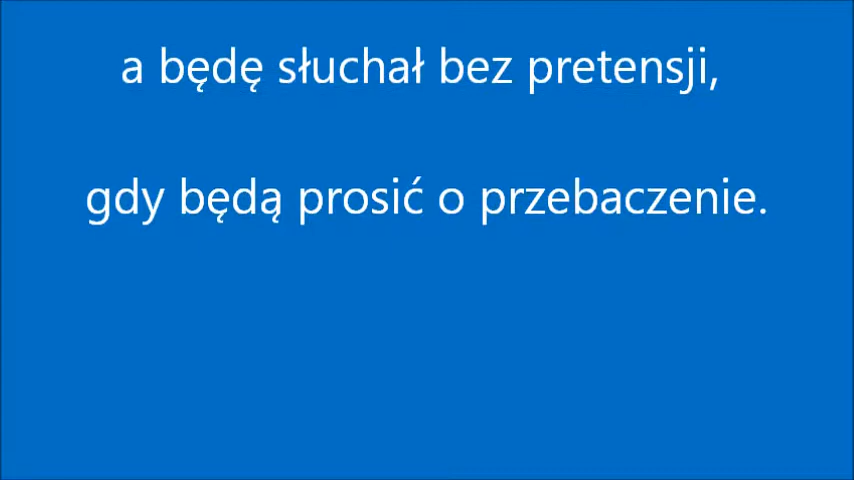 a będę słuchał bez pretensji,
gdy będą prosić o przebaczenie.